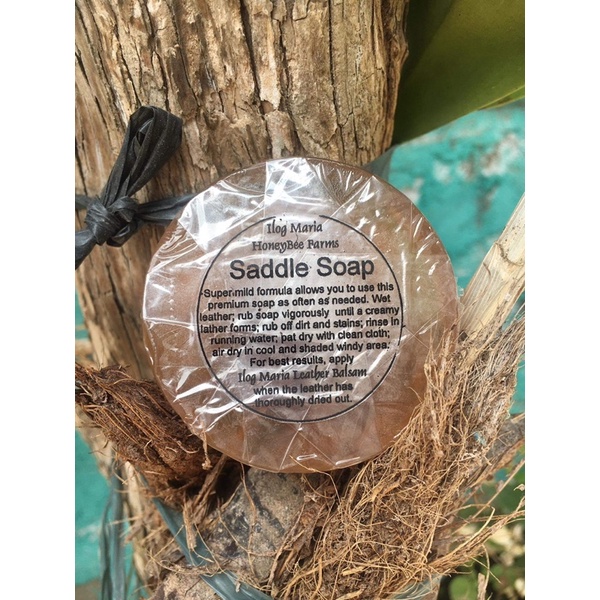 Ilog Maria
HoneyBee Farms
Saddle Soap
Super mild formula allows you to use this
premium soap as often as needed. Wet
leather; rub soap vigorously until a creamy
lather forms; rub off dirt and stains; rinse in
running water; pat dry with clean cloth;
air dry in cool and shaded windy area.
For best results, apply
Ilog Maria Leather Balsam
when the leather has
thoroughly dried out.